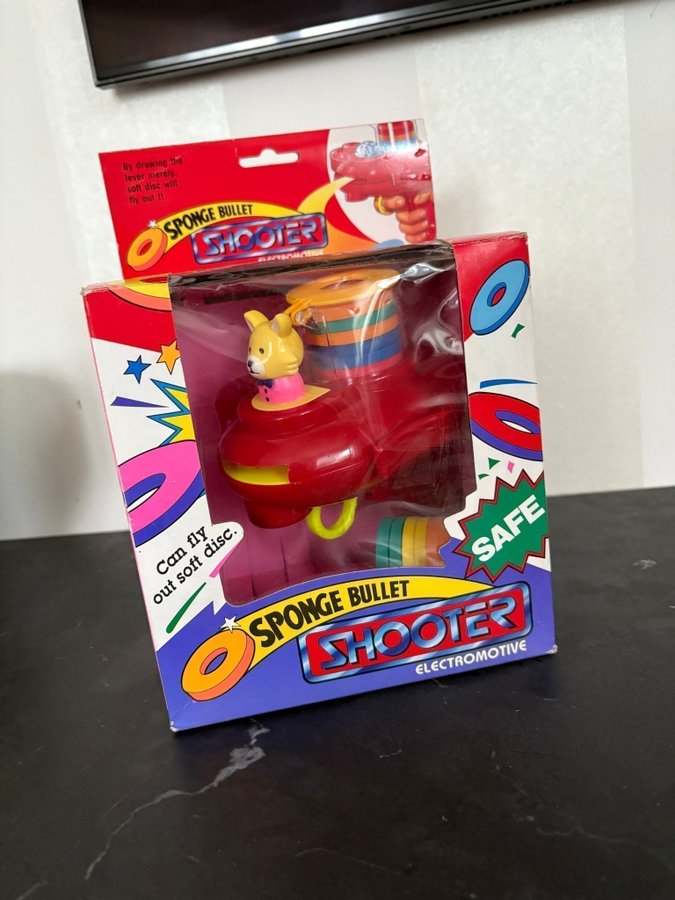 By drawing the
lever merely,
soft disc will
fly out !!
SPONGE BULLET
SHOOTER
ELECTROMOTIVE
Can fly
out soft disc.
SAFE
SPONGE BULLET
SHOOTER
ELECTROMOTIVE